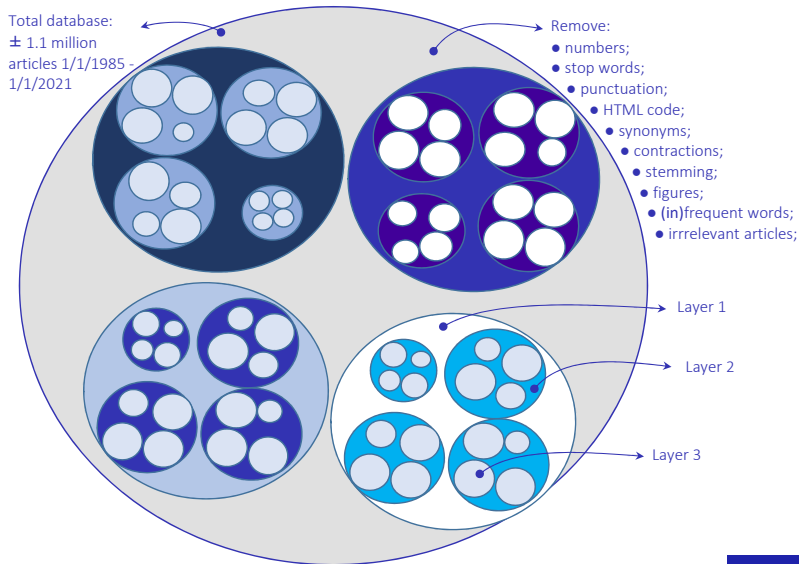 Total database:
± 1.1 million
articles 1/1/1985 -
1/1/2021
Remove:
● numbers;
● stop words;
● punctuation;
● HTML code;
● synonyms;
● contractions;
● stemming;
● figures;
● (in)frequent words;
● irrrelevant articles;
Layer 1
Layer 2
Layer 3